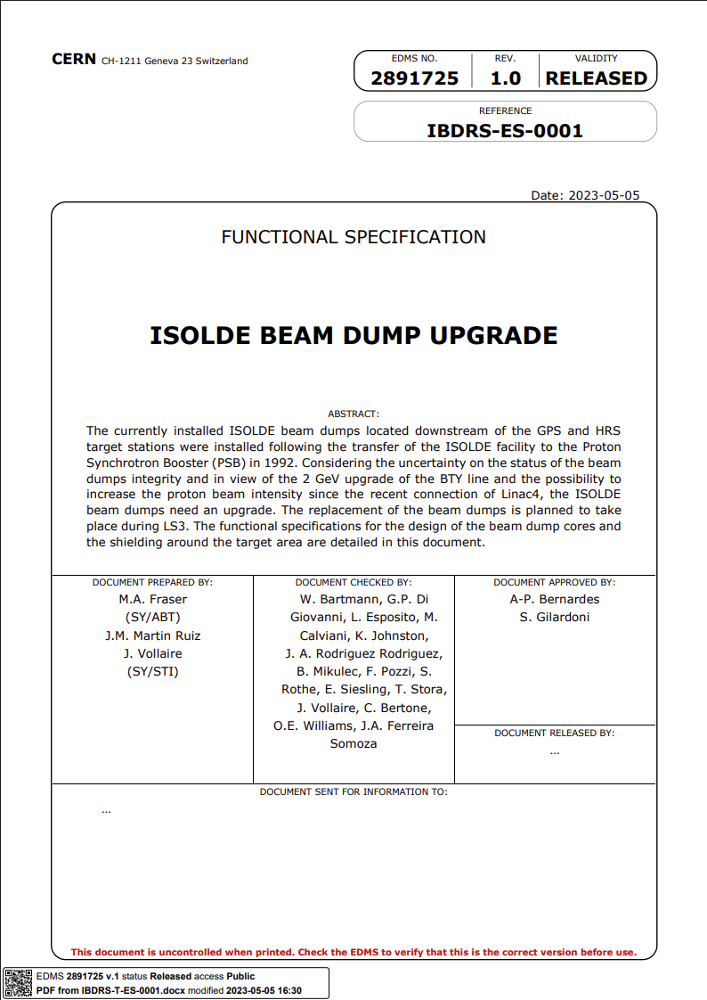 CERN CH-1211 Geneva 23 Switzerland
EDMS NO. REV. VALIDITY
2891725 1.0 RELEASED
REFERENCE
IBDRS-ES-0001
Date: 2023-05-05
FUNCTIONAL SPECIFICATION
ISOLDE BEAM DUMP UPGRADE
ABSTRACT:
The currently installed ISOLDE beam dumps located downstream of the GPS and HRS
target stations were installed following the transfer of the ISOLDE facility to the Proton
Synchrotron Booster (PSB) in 1992. Considering the uncertainty on the status of the beam
dumps integrity and in view of the 2 GeV upgrade of the BTY line and the possibility to
increase the proton beam intensity since the recent connection of Linac4, the ISOLDE
beam dumps need an upgrade. The replacement of the beam dumps is planned to take
place during LS3. The functional specifications for the design of the beam dump cores and
the shielding around the target area are detailed in this document.
DOCUMENT PREPARED BY:
M.A. Fraser
(SY/ABT)
J.M. Martin Ruiz
J. Vollaire
(SY/STI)
DOCUMENT CHECKED BY:
W. Bartmann, G.P. Di
Giovanni, L. Esposito, M.
Calviani, K. Johnston,
J. A. Rodriguez Rodriguez,
B. Mikulec, F. Pozzi, S.
Rothe, E. Siesling, T. Stora,
J. Vollaire, C. Bertone,
O.E. Williams, J.A. Ferreira
Somoza
DOCUMENT APPROVED BY:
A-P. Bernardes
S. Gilardoni
DOCUMENT RELEASED BY:
…
DOCUMENT SENT FOR INFORMATION TO:
…
This document is uncontrolled when printed. Check the EDMS to verify that this is the correct version before use.
EDMS 2891725 v.1 status Released access Public
PDF from IBDRS-T-ES-0001.docx modified 2023-05-05 16:30